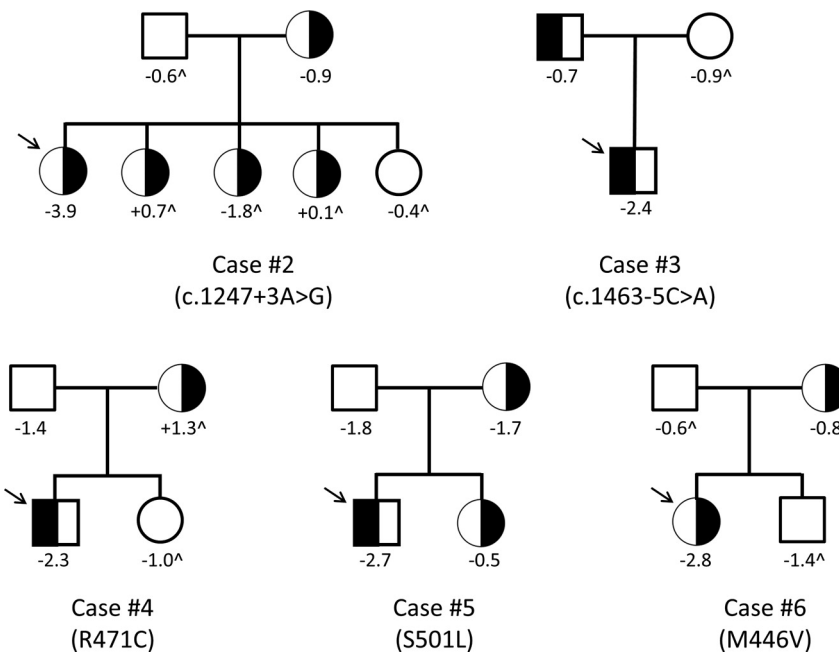 -0.6^ -0.9
-3.9 +0.7^ -1.8^ +0.1^ -0.4^
Case #2
(c.1247+3A>G)
-0.7 -0.9^
-2.4
Case #3
(c.1463-5C>A)
-1.4 +1.3^
-2.3 -1.0^
Case #4
(R471C)
-1.8 -1.7
-2.7 -0.5
Case #5
(S501L)
-0.6^ -0.8
-2.8 -1.4^
Case #6
(M446V)